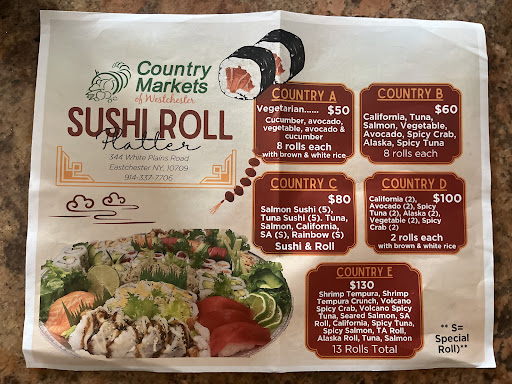 Country
Markets
of Westchester
SUSHI ROLL
Platter
344 White Plains Road
Eastchester NY, 10709
914-337-7705
COUNTRY A
Vegetarian...... $50
Cucumber, avocado,
vegetable, avocado &
cucumber
8 rolls each
with brown & white rice
COUNTRY B
$60
California, Tuna,
Salmon, Vegetable,
Avocado, Spicy Crab,
Alaska, Spicy Tuna
8 rolls each
COUNTRY C
$80
Salmon Sushi (5),
Tuna Sushi (5). Tuna,
Salmon, California,
SA (S), Rainbow (S)
Sushi & Roll
COUNTRY D
California (2), $100
Avocado (2), Spicy
Tuna (2), Alaska (2),
Vegetable (2), Spicy
Crab (2)
2 rolls each
with brown & white rice
COUNTRY E
$130
Shrimp Tempura, Shrimp
Tempura Crunch, Volcano
Spicy Crab, Volcano Spicy
Tuna, Seared Salmon, SA
Roll, California, Spicy Tuna,
Spicy Salmon, TA Roll,
Alaska Roll, Tuna, Salmon
13 Rolls Total
** S=
Special
Roll)**